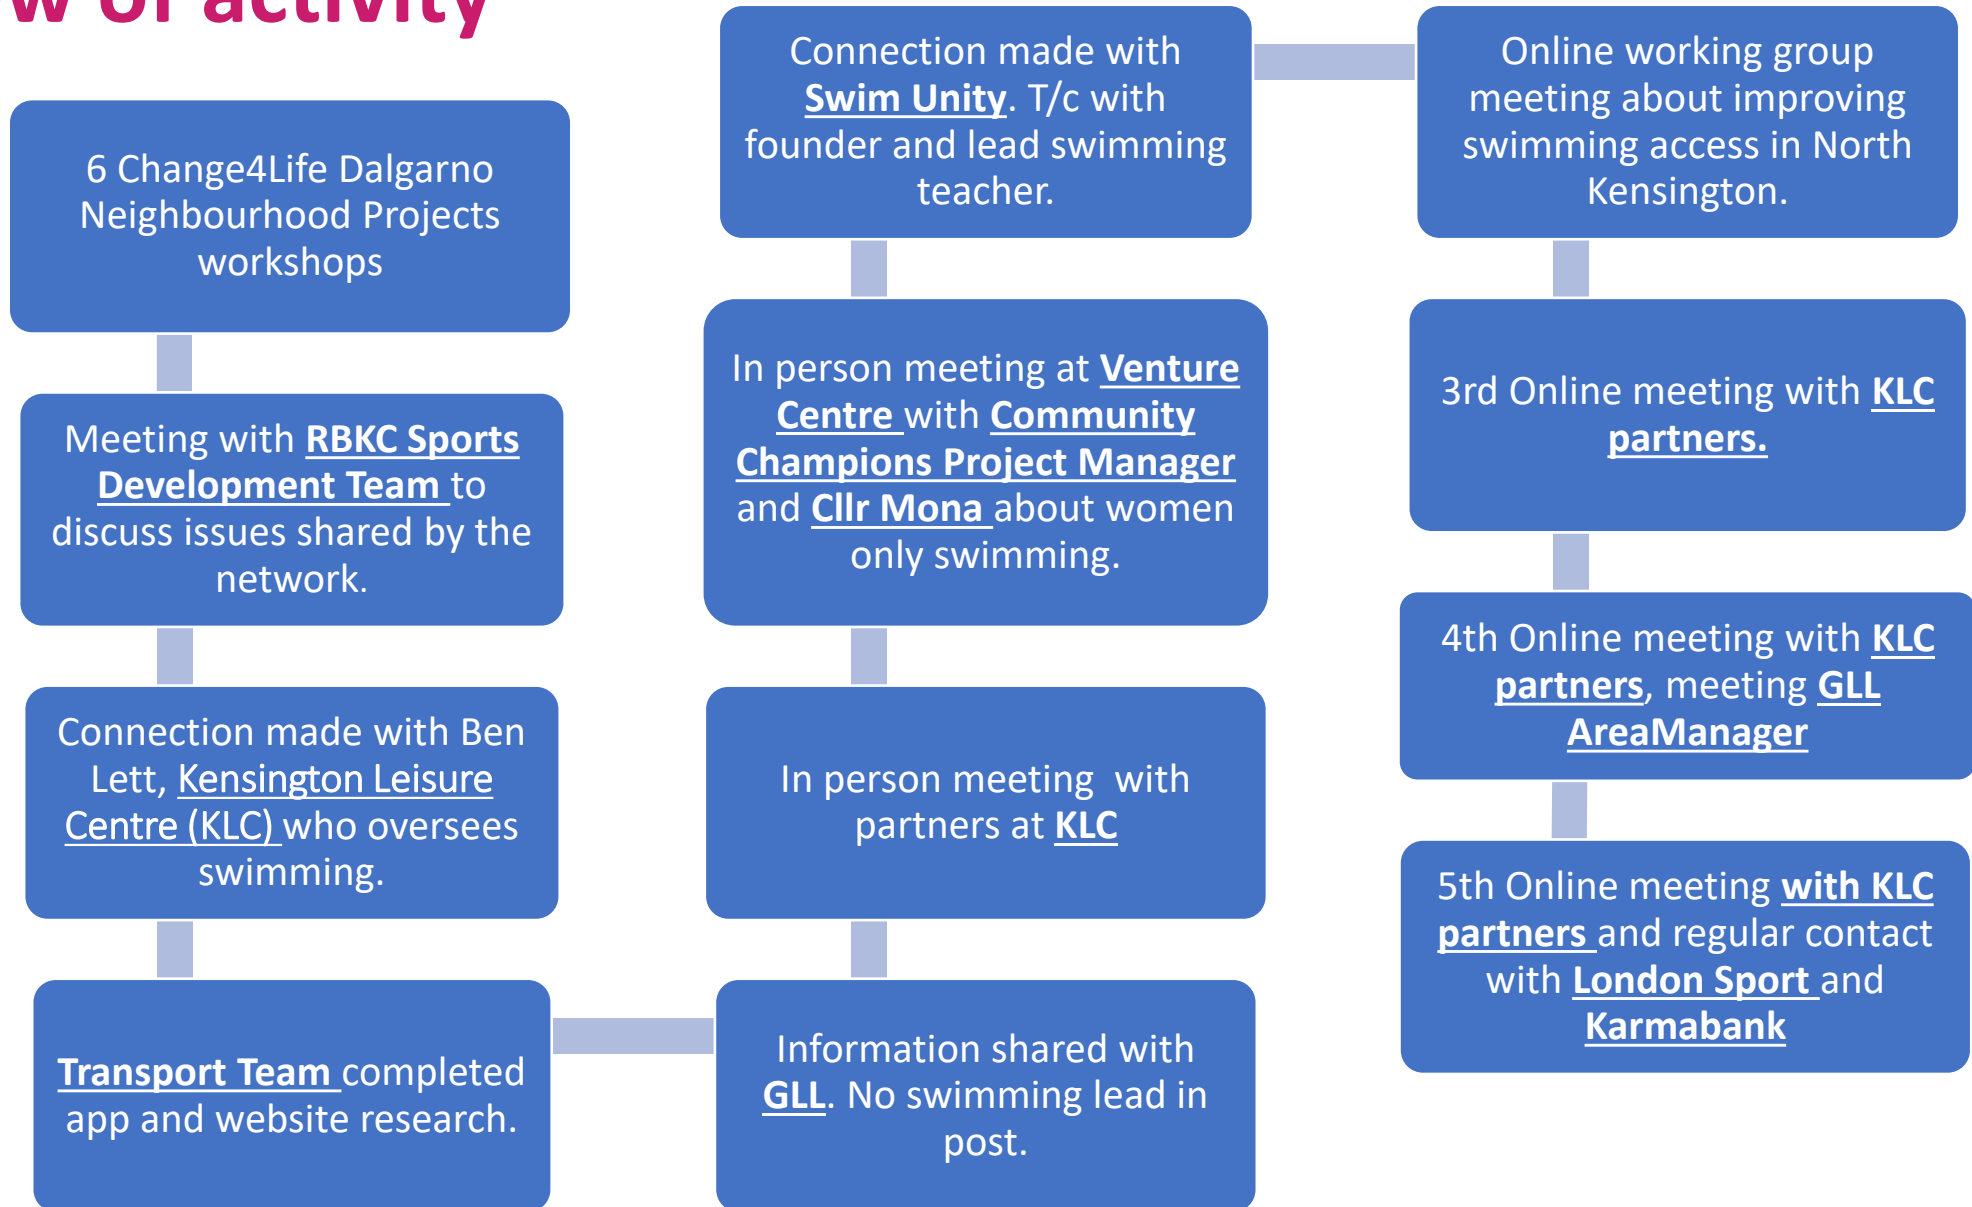 w of activity
6 Change4Life Dalgarno
Neighbourhood Projects
workshops
Meeting with RBKC Sports
Development Team to
discuss issues shared by the
network.
Connection made with Ben
Lett, Kensington Leisure
Centre (KLC) who oversees
swimming.
Transport Team completed
app and website research.
Information shared with
GLL. No swimming lead in
post.
In person meeting  with
partners at KLC
In person meeting at Venture
Centre with Community
Champions Project Manager
and Cllr Mona about women
only swimming.
Connection made with
Swim Unity. T/c with
founder and lead swimming
teacher.
Online working group
meeting about improving
swimming access in North
Kensington.
3rd Online meeting with KLC
partners.
4th Online meeting with KLC
partners, meeting GLL
AreaManager
5th Online meeting with KLC
partners and regular contact
with London Sport and
Karmabank